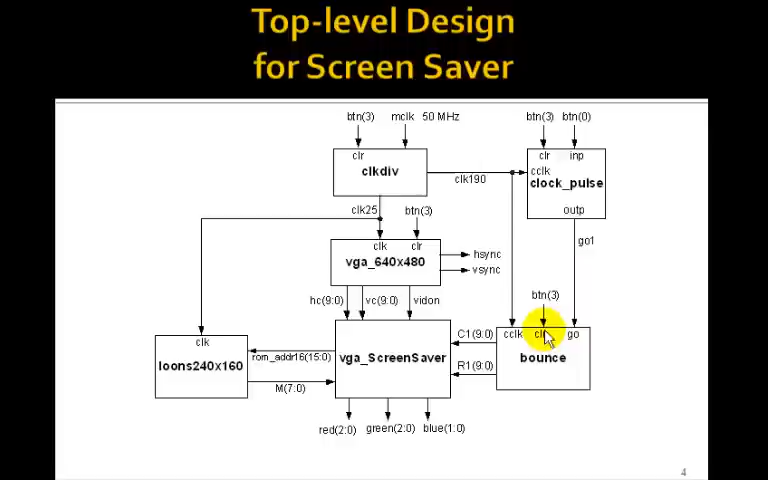 Top-level Design
for Screen Saver
btn(3) mclk 50 MHz btn(3) btn(0)
clr clr inp
clkdiv cclk
clk190 clock_pulse
clk25 btn(3) outp
clk clr go1
vga_640x480 hsync
vsync
hc(9:0) vc(9:0) vidon btn(3)
clk C1(9:0) cclk go
loons240x160 rom_addr16(15:0) vga_ScreenSaver bounce
M(7:0) R1(9:0)
red(2:0) green(2:0) blue(1:0)
4